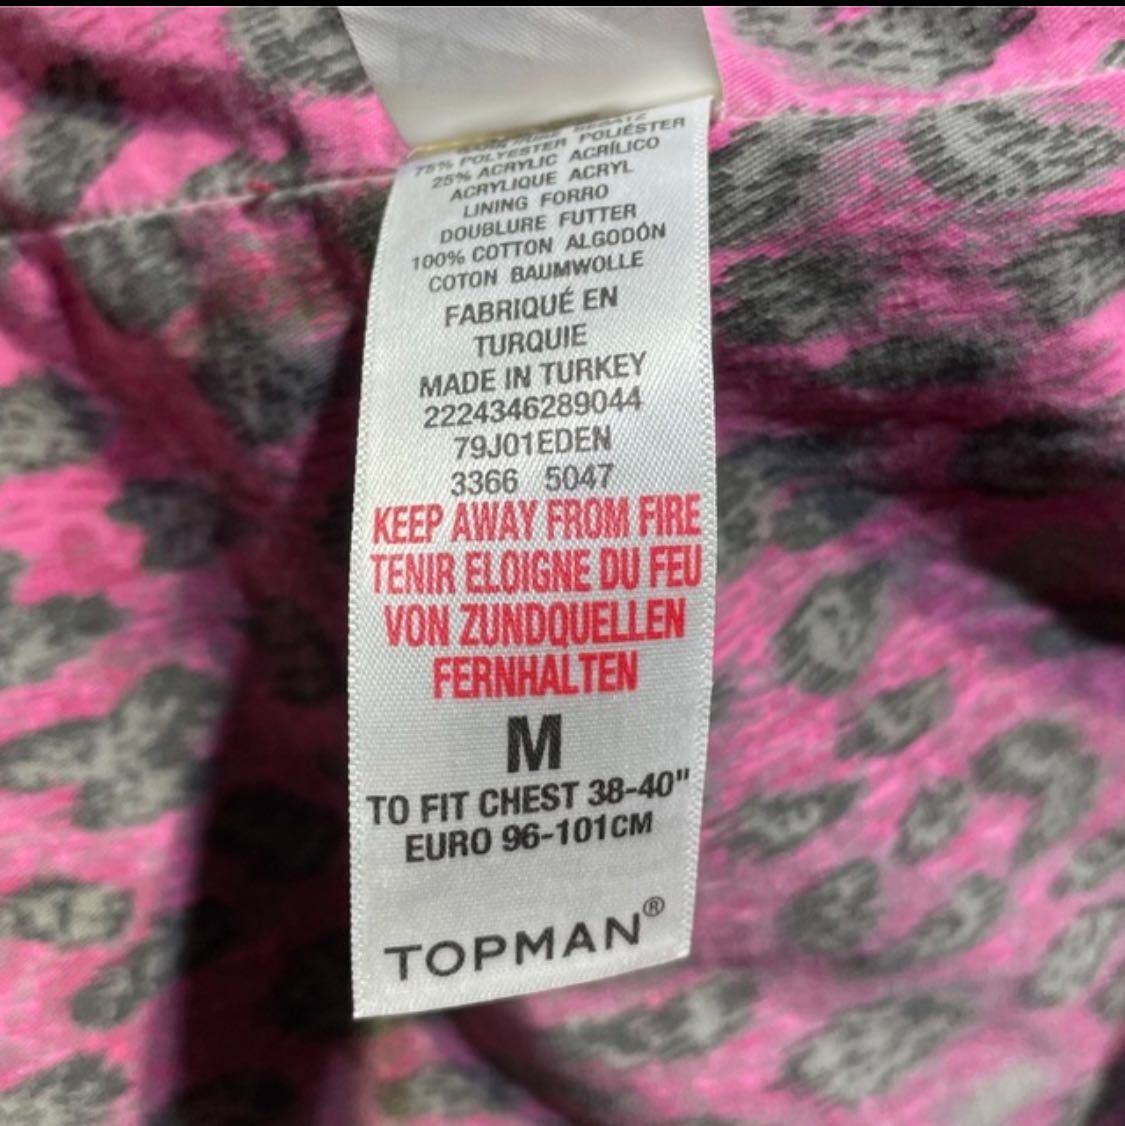 75% POLYESTER POLIÉSTER
25% ACRYLIC ACRÍLICO
ACRYLIQUE ACRYL
LINING FORRO
DOUBLURE FUTTER
100% COTTON ALGODÓN
COTON BAUMWOLLE
FABRIQUÉ EN
TURQUIE
MADE IN TURKEY
2224346289044
79J01EDEN
3366 5047
KEEP AWAY FROM FIRE
TENIR ELOIGNE DU FEU
VON ZUNDQUELLEN
FERNHALTEN
M
TO FIT CHEST 38-40"
EURO 96-101CM
TOPMAN®